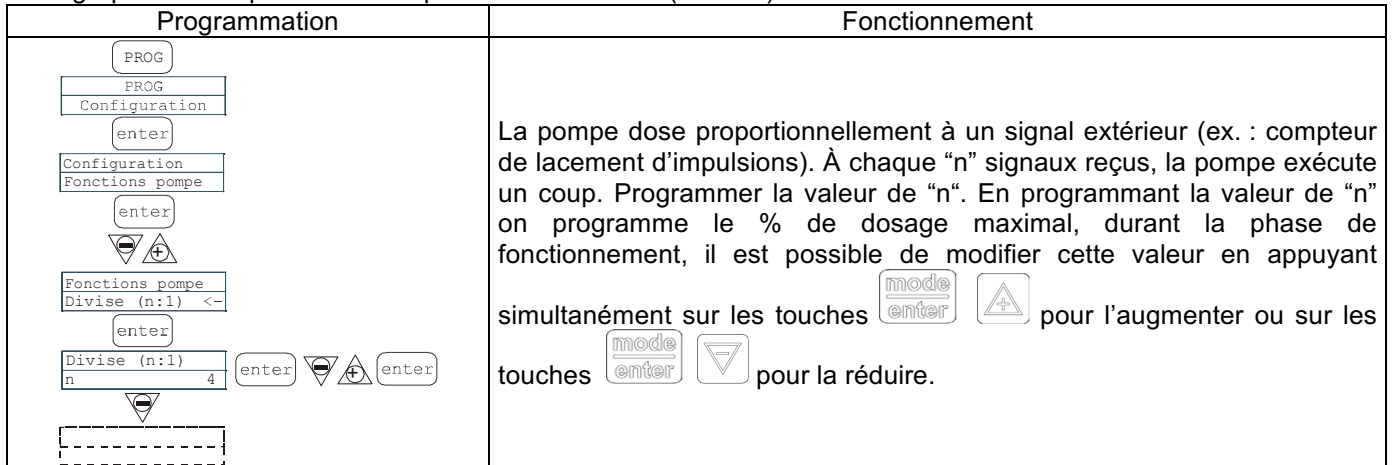 Programmation
Fonctionnement
PROG
PROG
Configuration
enter
Configuration
Fonctions pompe
enter
Fonctions pompe
Divise (n:1) <-
enter
Divise (n:1)
n 4
enter
enter
La pompe dose proportionnellement à un signal extérieur (ex. : compteur
de lacement d’impulsions). À chaque “n” signaux reçus, la pompe exécute
un coup. Programmer la valeur de “n“. En programmant la valeur de “n”
on programme le % de dosage maximal, durant la phase de
fonctionnement, il est possible de modifier cette valeur en appuyant
simultanément sur les touches mode enter + pour l’augmenter ou sur les
touches mode enter - pour la réduire.